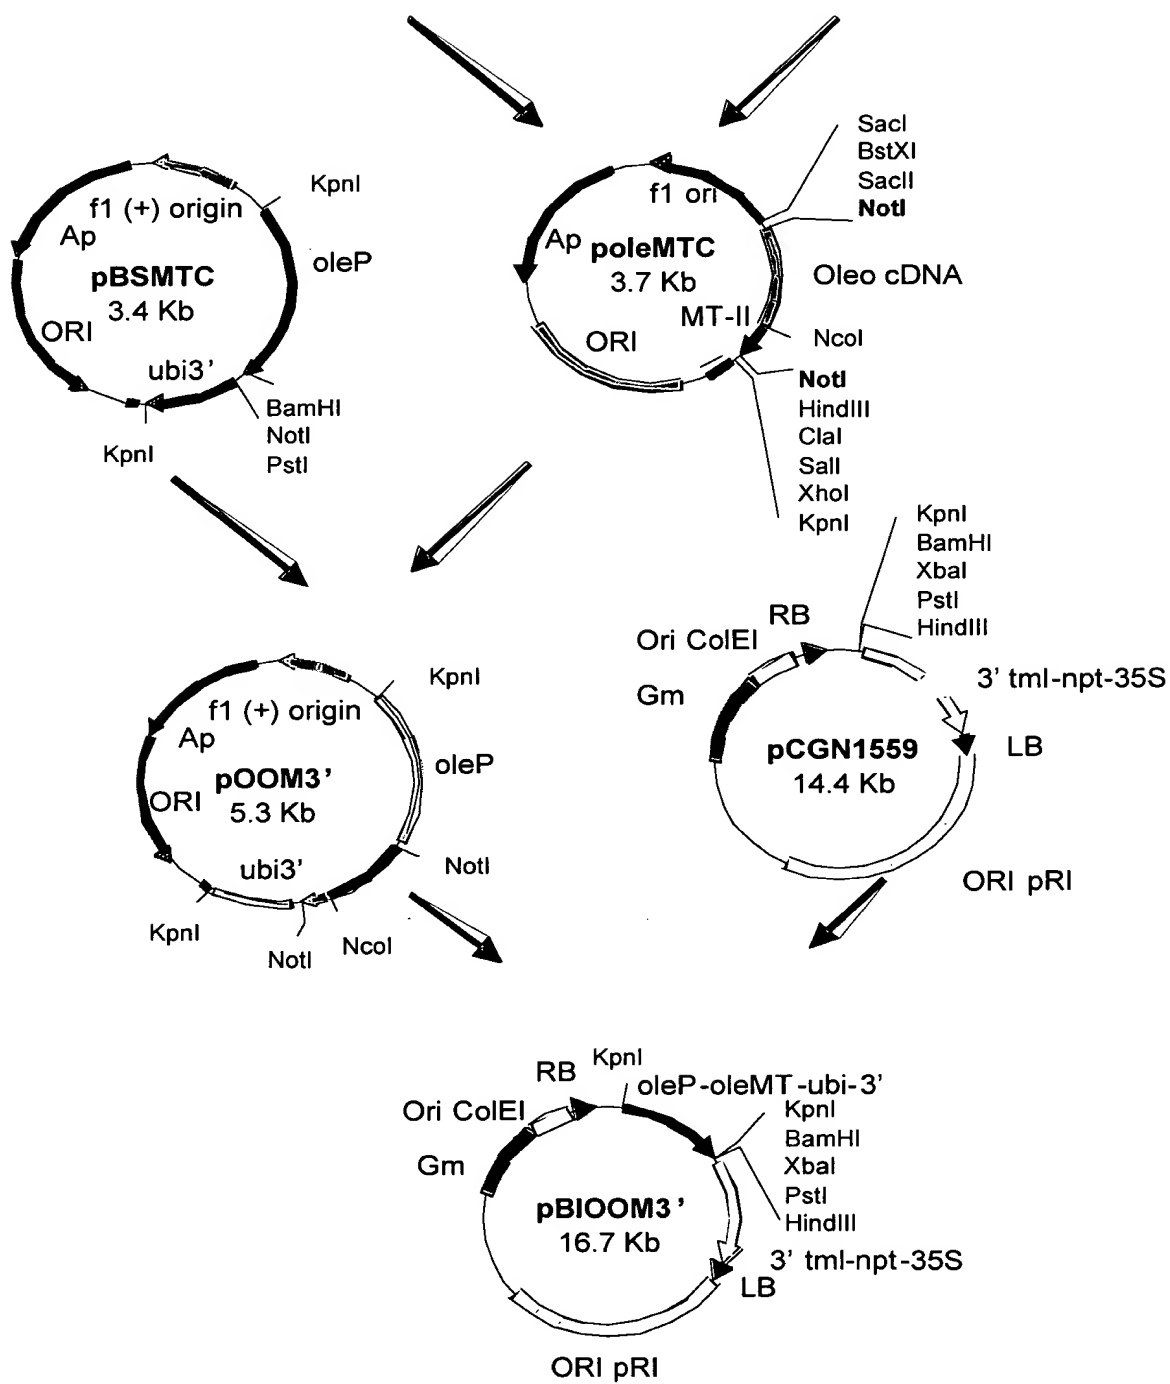 KpnI
f1 (+) origin
Ap
oleP
pBSMTC
3.4 Kb
ORI
ubi3'
BamHI
NotI
PstI
KpnI
SacI
BstXI
SacII
NotI
f1 ori
Ap
poleMTC
3.7 Kb
Oleo cDNA
MT-II
ORI
NcoI
NotI
HindIII
ClaI
SalI
XhoI
KpnI
KpnI
f1 (+) origin
Ap
oleP
pOOM3'
5.3 Kb
ORI
ubi3'
NotI
KpnI
NotI
NcoI
KpnI
BamHI
XbaI
PstI
HindIII
RB
Ori ColEI
3' tml-npt-35S
Gm
pCGN1559
14.4 Kb
LB
ORI pRI
KpnI
RB
oleP-oleMT-ubi-3'
Ori ColEI
KpnI
BamHI
XbaI
PstI
HindIII
Gm
pBIOOM3'
16.7 Kb
3' tml-npt-35S
LB
ORI pRI